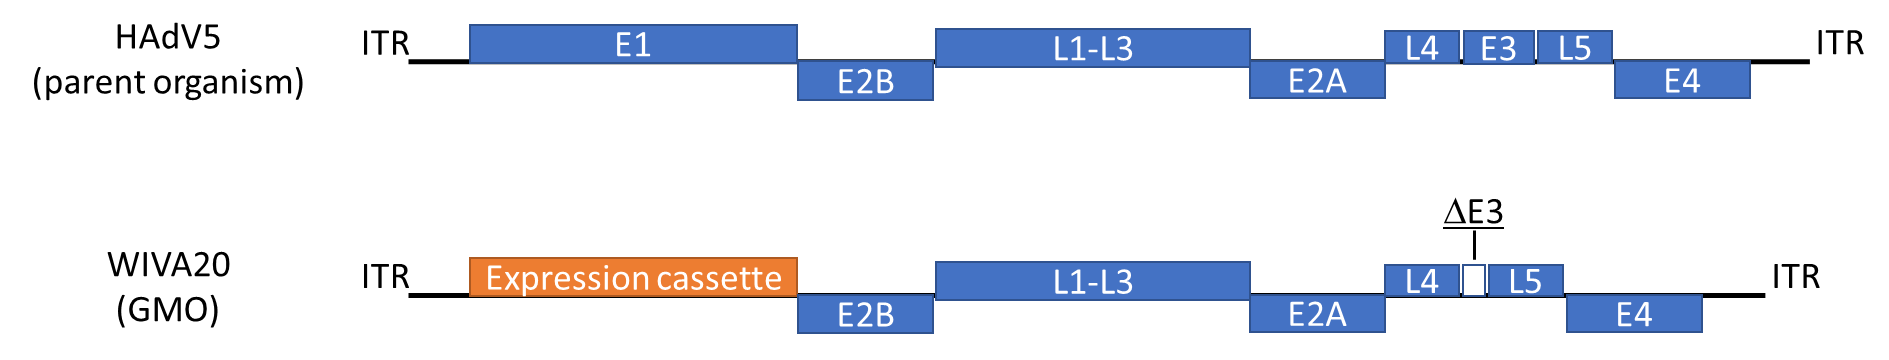 HAdV5
(parent organism)
ITR
E1
E2B
L1-L3
E2A
L4
E3
L5
E4
ITR
WIVA20
(GMO)
ITR
Expression cassette
E2B
L1-L3
E2A
L4
ΔE3
L5
E4
ITR